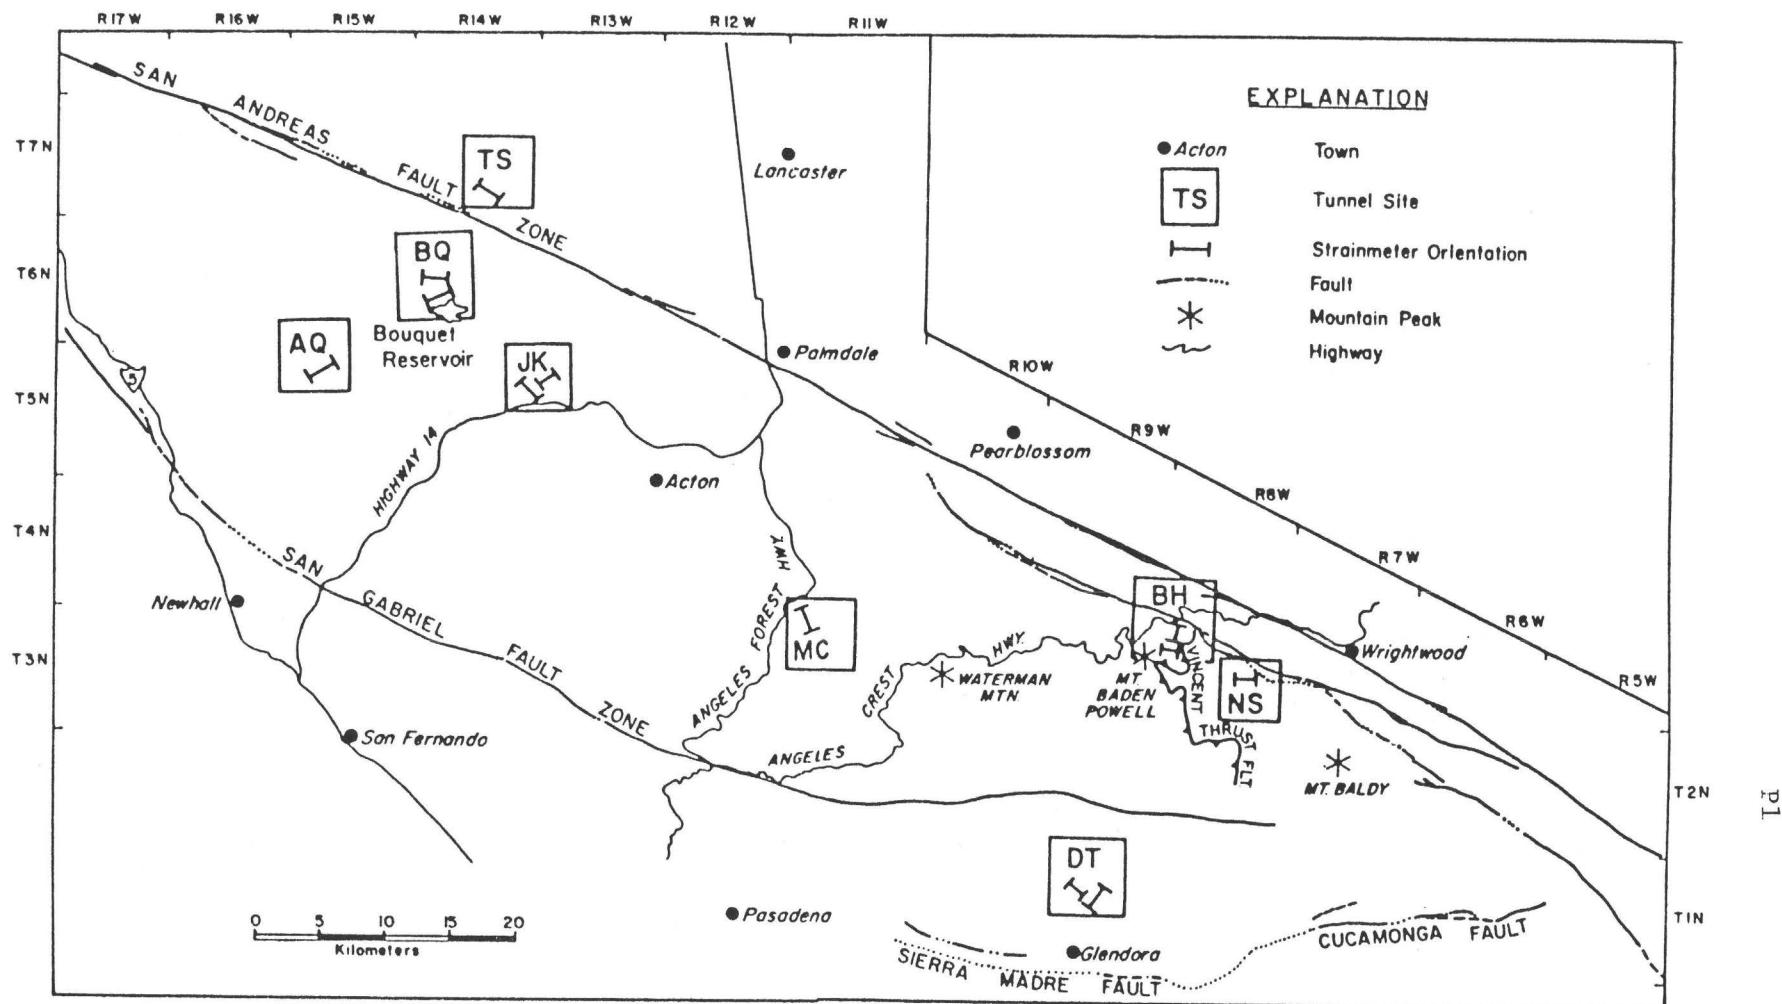 R17W R16W R15W R14W R13W R12W R11W
SAN ANDREAS FAULT ZONE
EXPLANATION
Acton Town
TS Tunnel Site
Strainmeter Orientation
Fault
Mountain Peak
Highway
T7N
TS
Lancaster
T6N
BQ
Bouquet
Reservoir
AQ
JK
5
Palmdale
R10W
T5N
HIGHWAY 14
Pearblossom
R9W
Acton
R8W
T4N
SAN GABRIEL FAULT ZONE
R7W
Newhall
ANGELES FOREST HWY.
MC
BH
R6W
T3N
ANGELES CREST HWY.
WATERMAN
MTN.
MT.
BADEN
POWELL
VINCENT THRUST FLT.
NS
Wrightwood
R5W
San Fernando
MT. BALDY
T2N
P1
DT
0 5 10 15 20
Kilometers
Pasadena
Glendora
SIERRA MADRE FAULT
CUCAMONGA FAULT
T1N